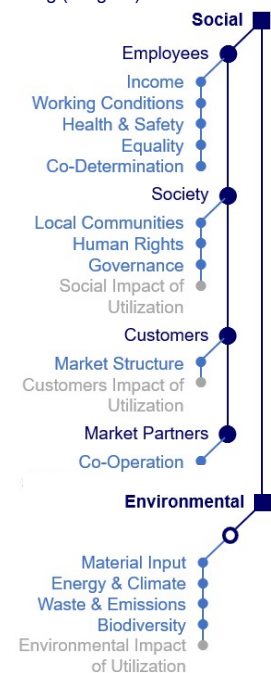 Social
Employees
Income
Working Conditions
Health & Safety
Equality
Co-Determination
Society
Local Communities
Human Rights
Governance
Social Impact of
Utilization
Customers
Market Structure
Customers Impact of
Utilization
Market Partners
Co-Operation
Environmental
Material Input
Energy & Climate
Waste & Emissions
Biodiversity
Environmental Impact
of Utilization